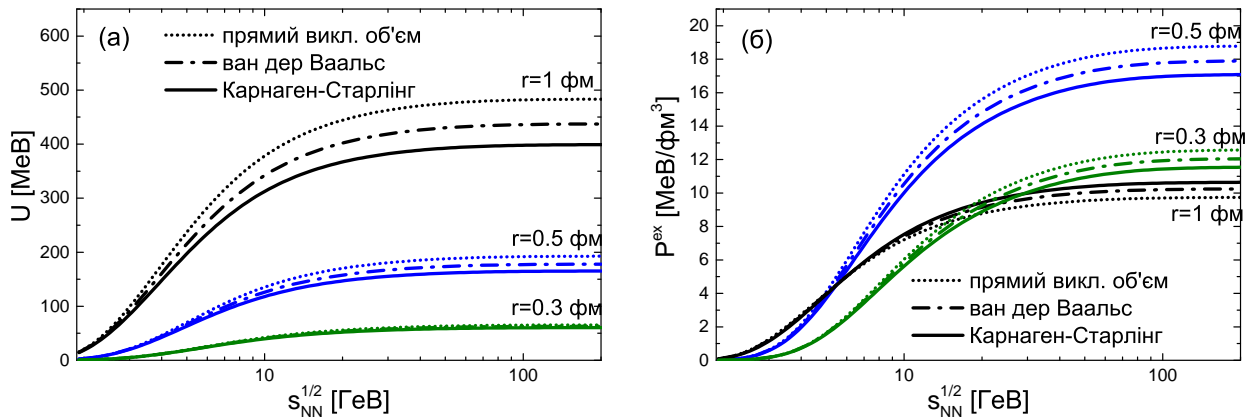 600
500
400
300
200
100
0
U [МеВ]
(а)
прямий викл. об'єм
ван дер Ваальс
Карнаген-Старлінг
r=1 фм
r=0.5 фм
r=0.3 фм
10
100
s_NN^1/2 [ГеВ]
20
18
16
14
12
10
8
6
4
2
0
P^ex [МеВ/фм^3]
(б)
r=0.5 фм
r=0.3 фм
r=1 фм
прямий викл. об'єм
ван дер Ваальс
Карнаген-Старлінг
10
100
s_NN^1/2 [ГеВ]